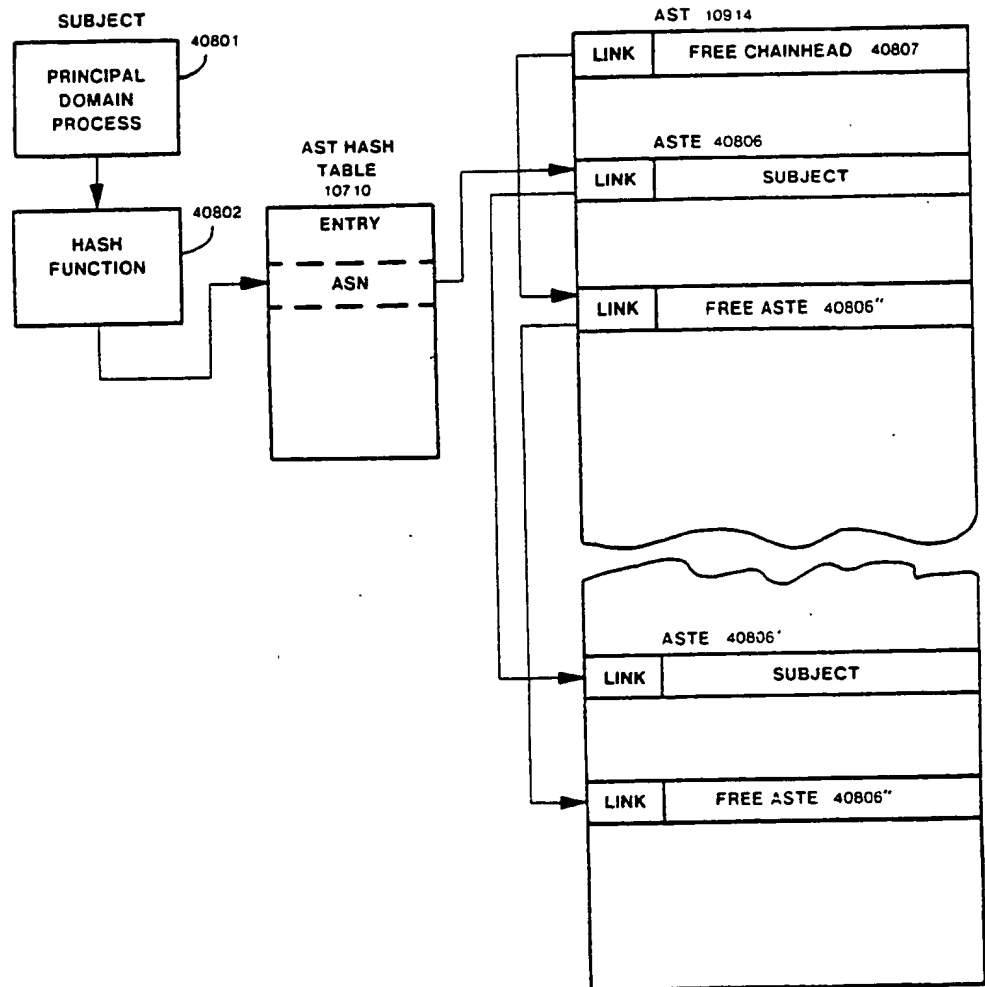 SUBJECT
40801
PRINCIPAL
DOMAIN
PROCESS
40802
HASH
FUNCTION
AST HASH
TABLE
10710
ENTRY
ASN
AST 10914
LINK FREE CHAINHEAD 40807
ASTE 40806
LINK SUBJECT
LINK FREE ASTE 40806"
ASTE 40806'
LINK SUBJECT
LINK FREE ASTE 40806"